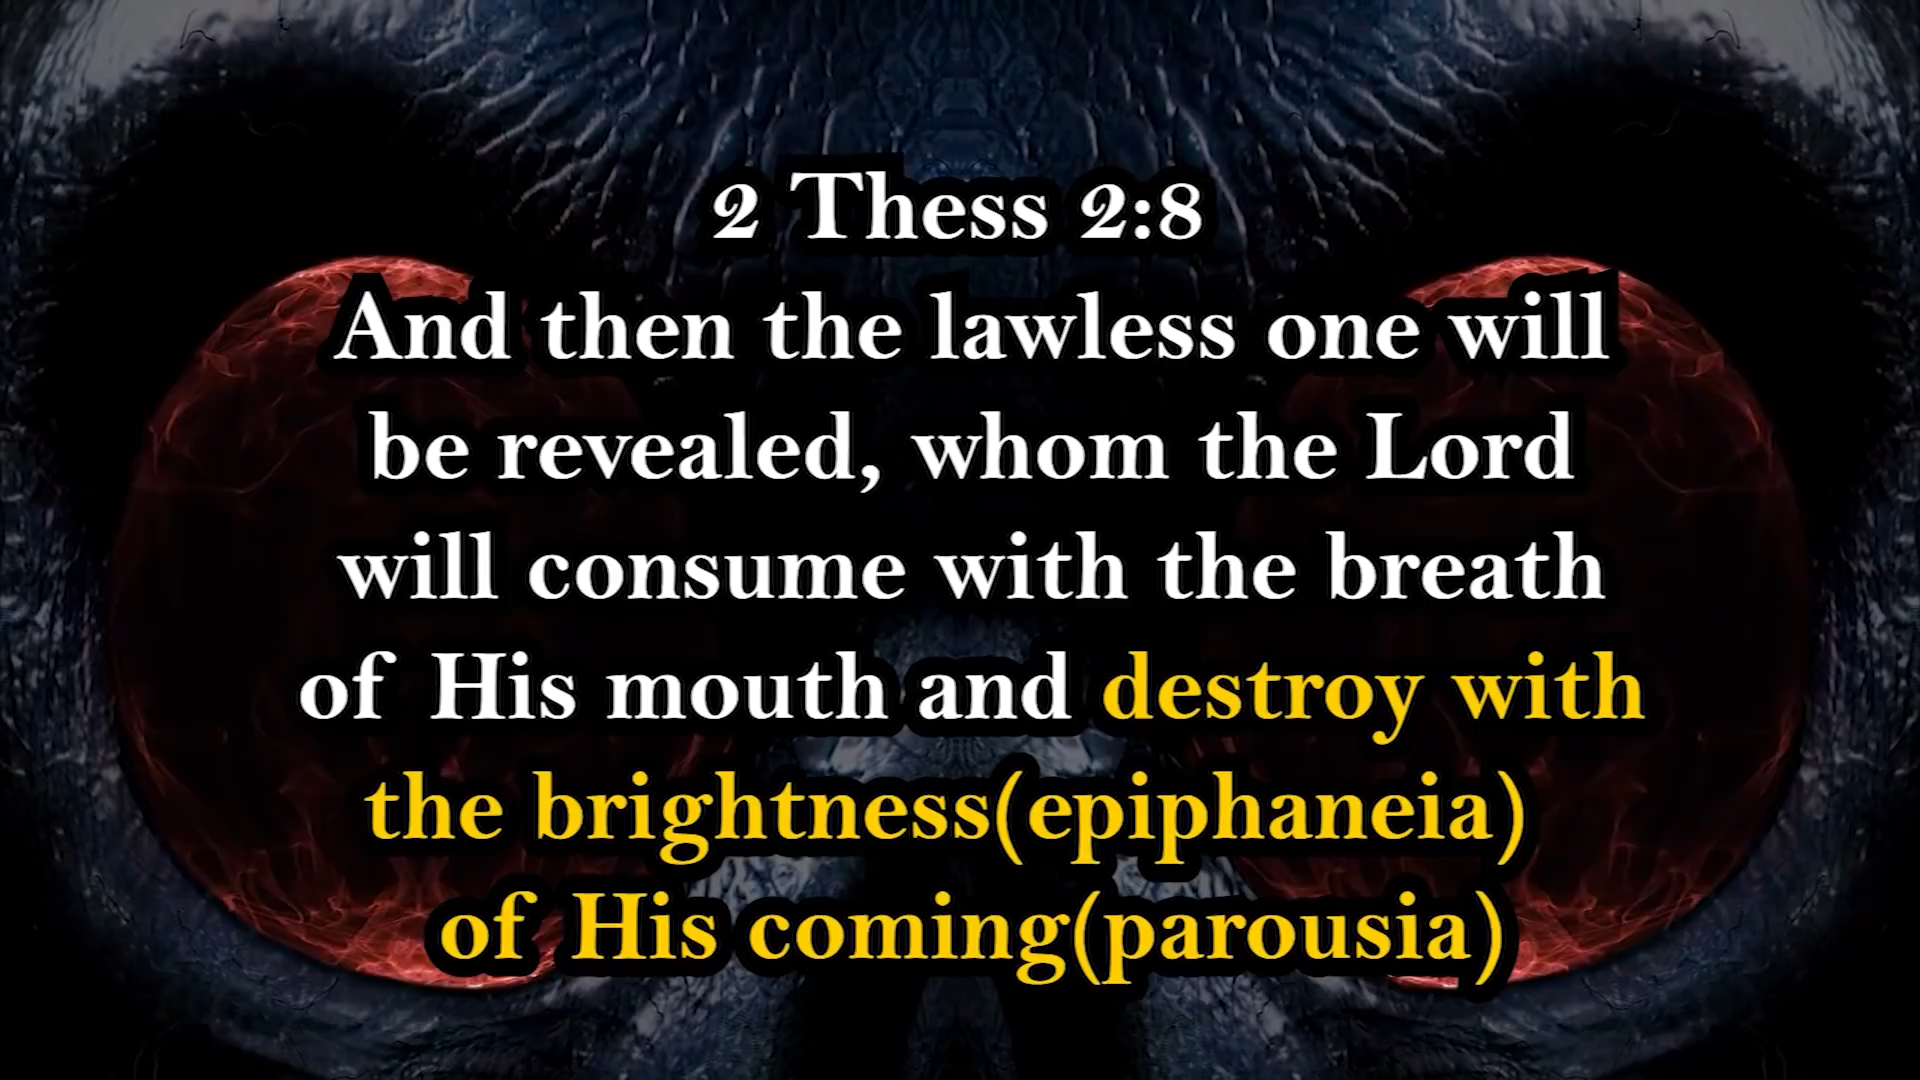 2 Thess 2:8
And then the lawless one will
be revealed, whom the Lord
will consume with the breath
of His mouth and destroy with
the brightness(epiphaneia)
of His coming(parousia)